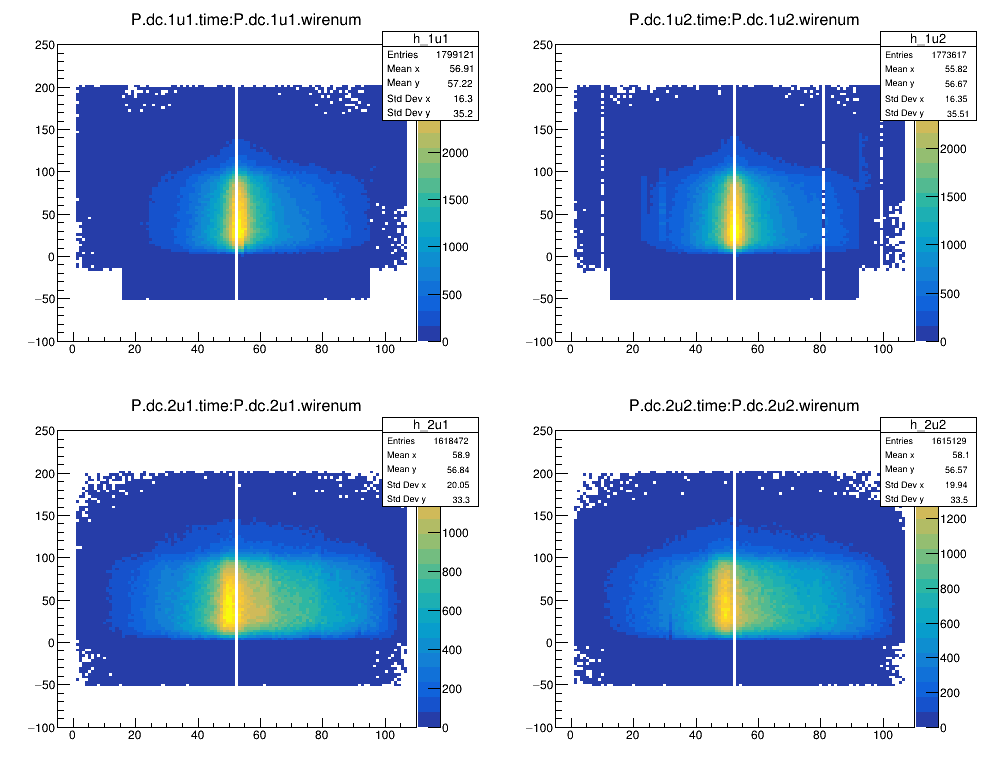 P.dc.1u1.time:P.dc.1u1.wirenum
h_1u1
Entries 1799121
Mean x 56.91
Mean y 57.22
Std Dev x 16.3
Std Dev y 35.2
250
200
150
100
50
0
−50
−100
0 20 40 60 80 100
2000
1500
1000
500
0
P.dc.1u2.time:P.dc.1u2.wirenum
h_1u2
Entries 1773617
Mean x 55.82
Mean y 56.67
Std Dev x 16.35
Std Dev y 35.51
250
200
150
100
50
0
−50
−100
0 20 40 60 80 100
2000
1500
1000
500
0
P.dc.2u1.time:P.dc.2u1.wirenum
h_2u1
Entries 1618472
Mean x 58.9
Mean y 56.84
Std Dev x 20.05
Std Dev y 33.3
250
200
150
100
50
0
−50
−100
0 20 40 60 80 100
1000
800
600
400
200
0
P.dc.2u2.time:P.dc.2u2.wirenum
h_2u2
Entries 1615129
Mean x 58.1
Mean y 56.57
Std Dev x 19.94
Std Dev y 33.5
250
200
150
100
50
0
−50
−100
0 20 40 60 80 100
1200
1000
800
600
400
200
0